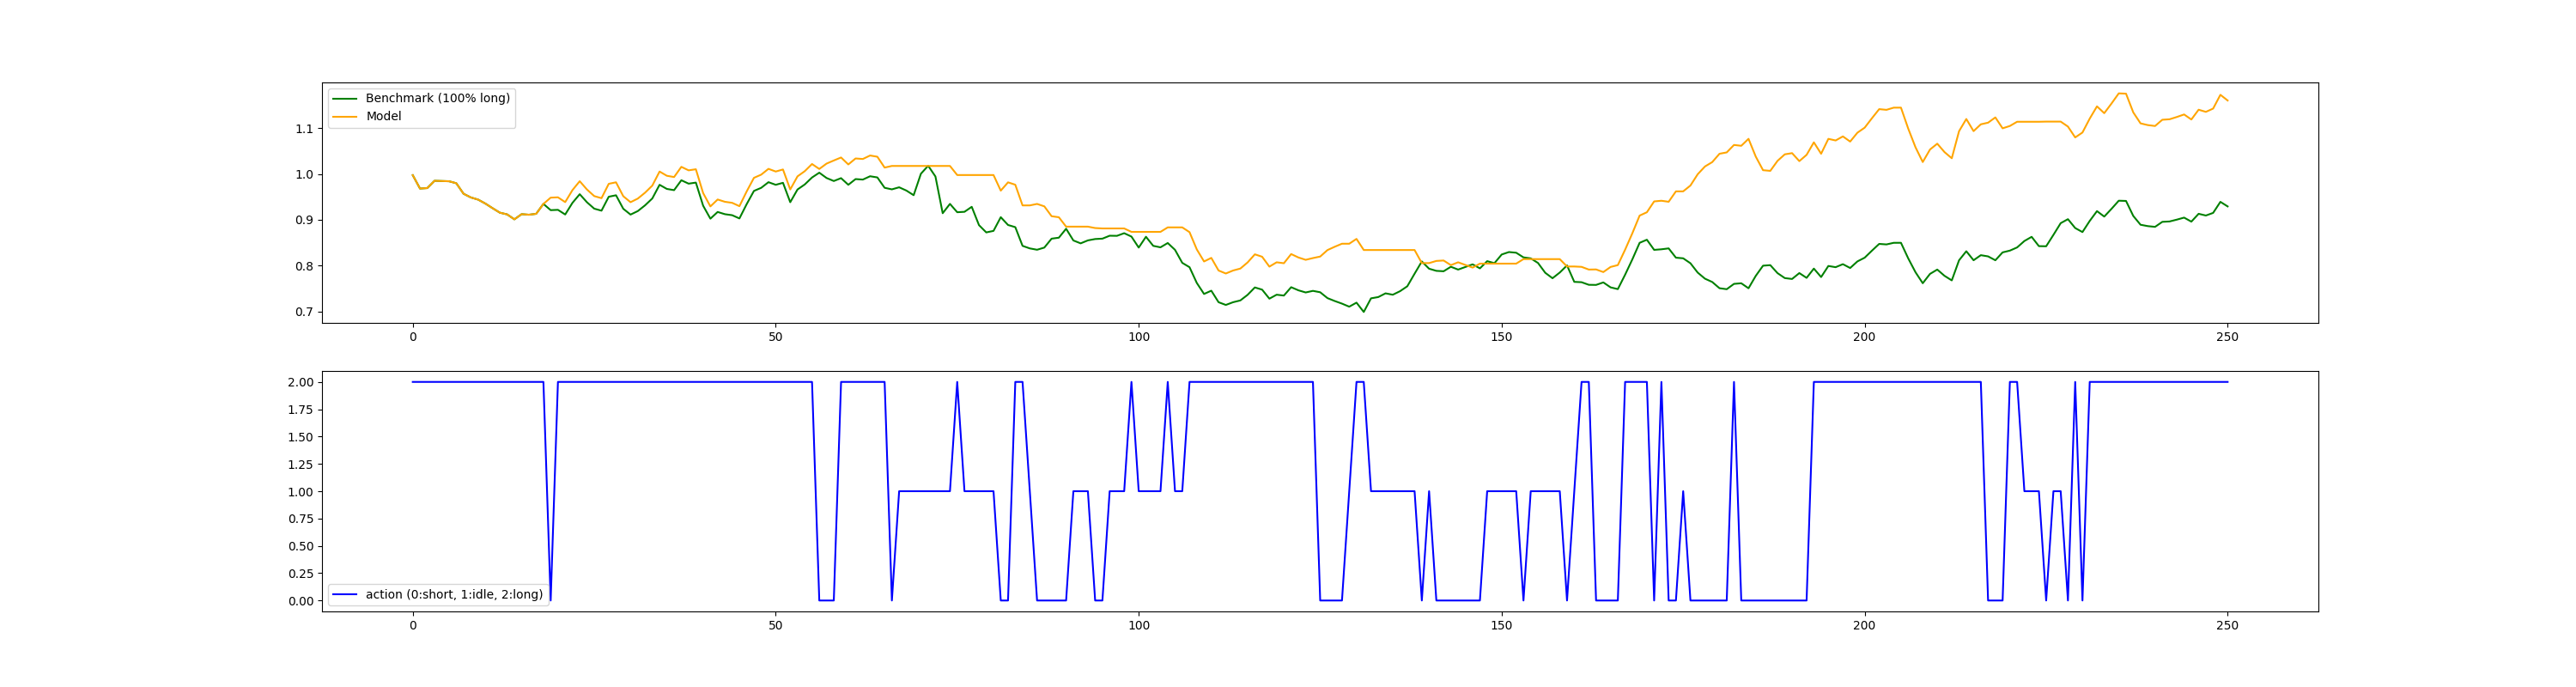 Benchmark (100% long)
Model
1.1
1.0
0.9
0.8
0.7
0 50 100 150 200 250
2.00
1.75
1.50
1.25
1.00
0.75
0.50
0.25
0.00
action (0:short, 1:idle, 2:long)
0 50 100 150 200 250